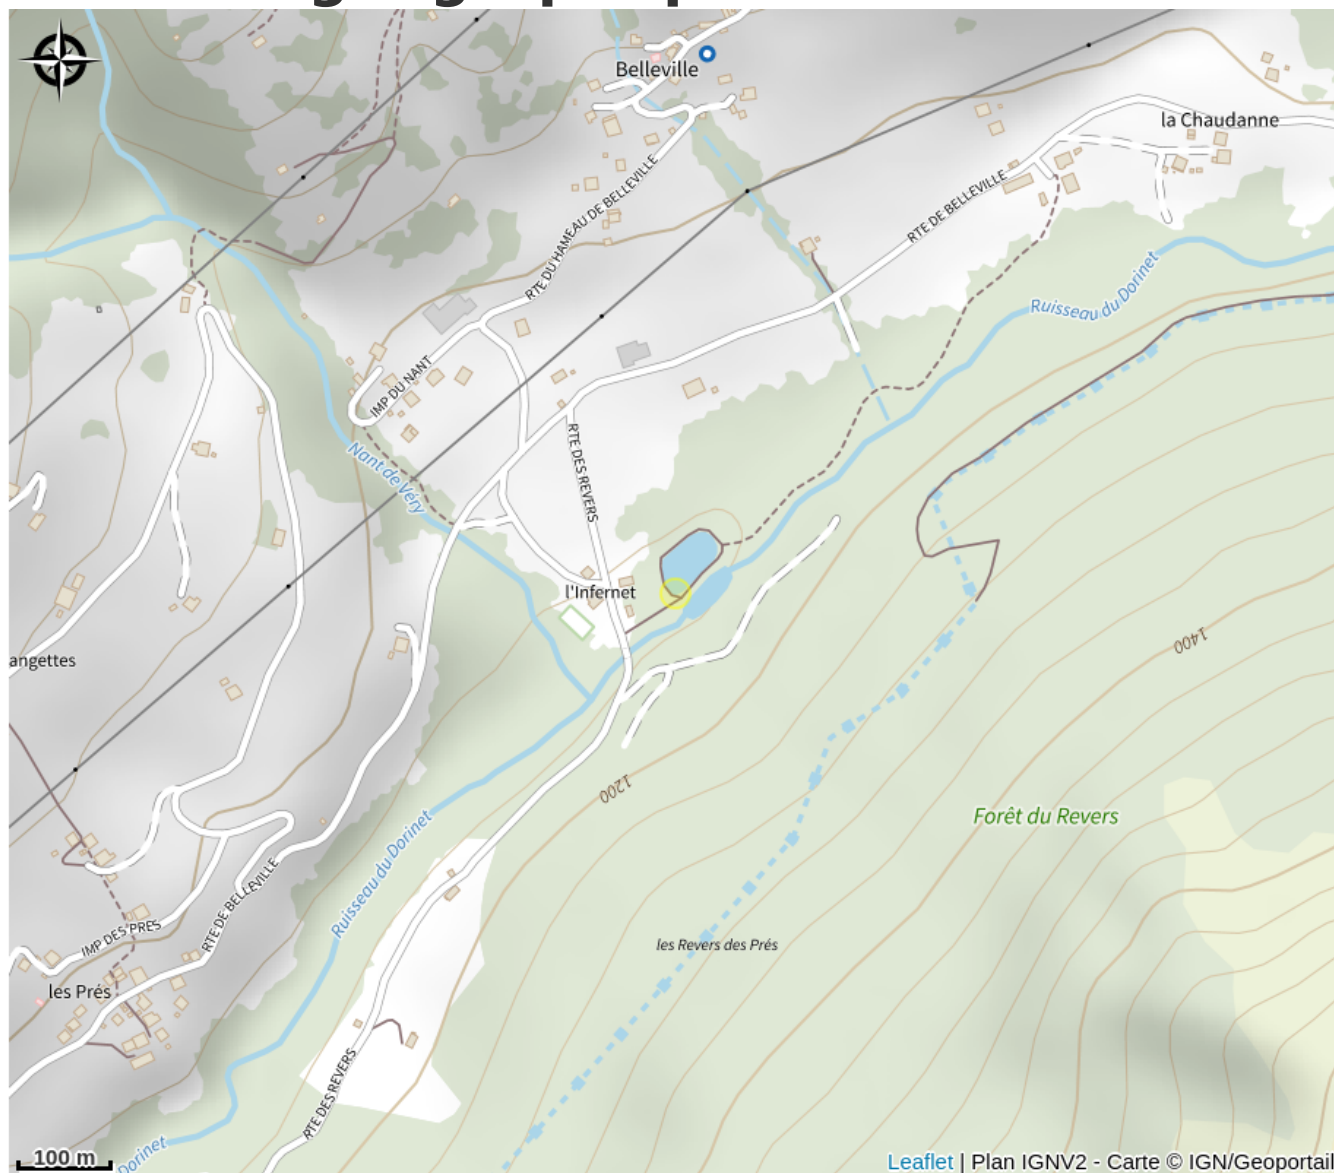 Belleville
la Chaudanne
RTE DU HAMEAU DE BELLEVILLE
RTE DE BELLEVILLE
Ruisseau du Dorinet
IMP DU NANT
Nant de Véry
RTE DES REVERS
l'Infernet
1400
angettes
1200
Forêt du Revers
Ruisseau du Dorinet
RTE DE BELLEVILLE
IMP DES PRES
les Revers des Prés
les Prés
RTE DES REVERS
Dorinet
100 m
Leaflet | Plan IGNV2 - Carte © IGN/Geoportail